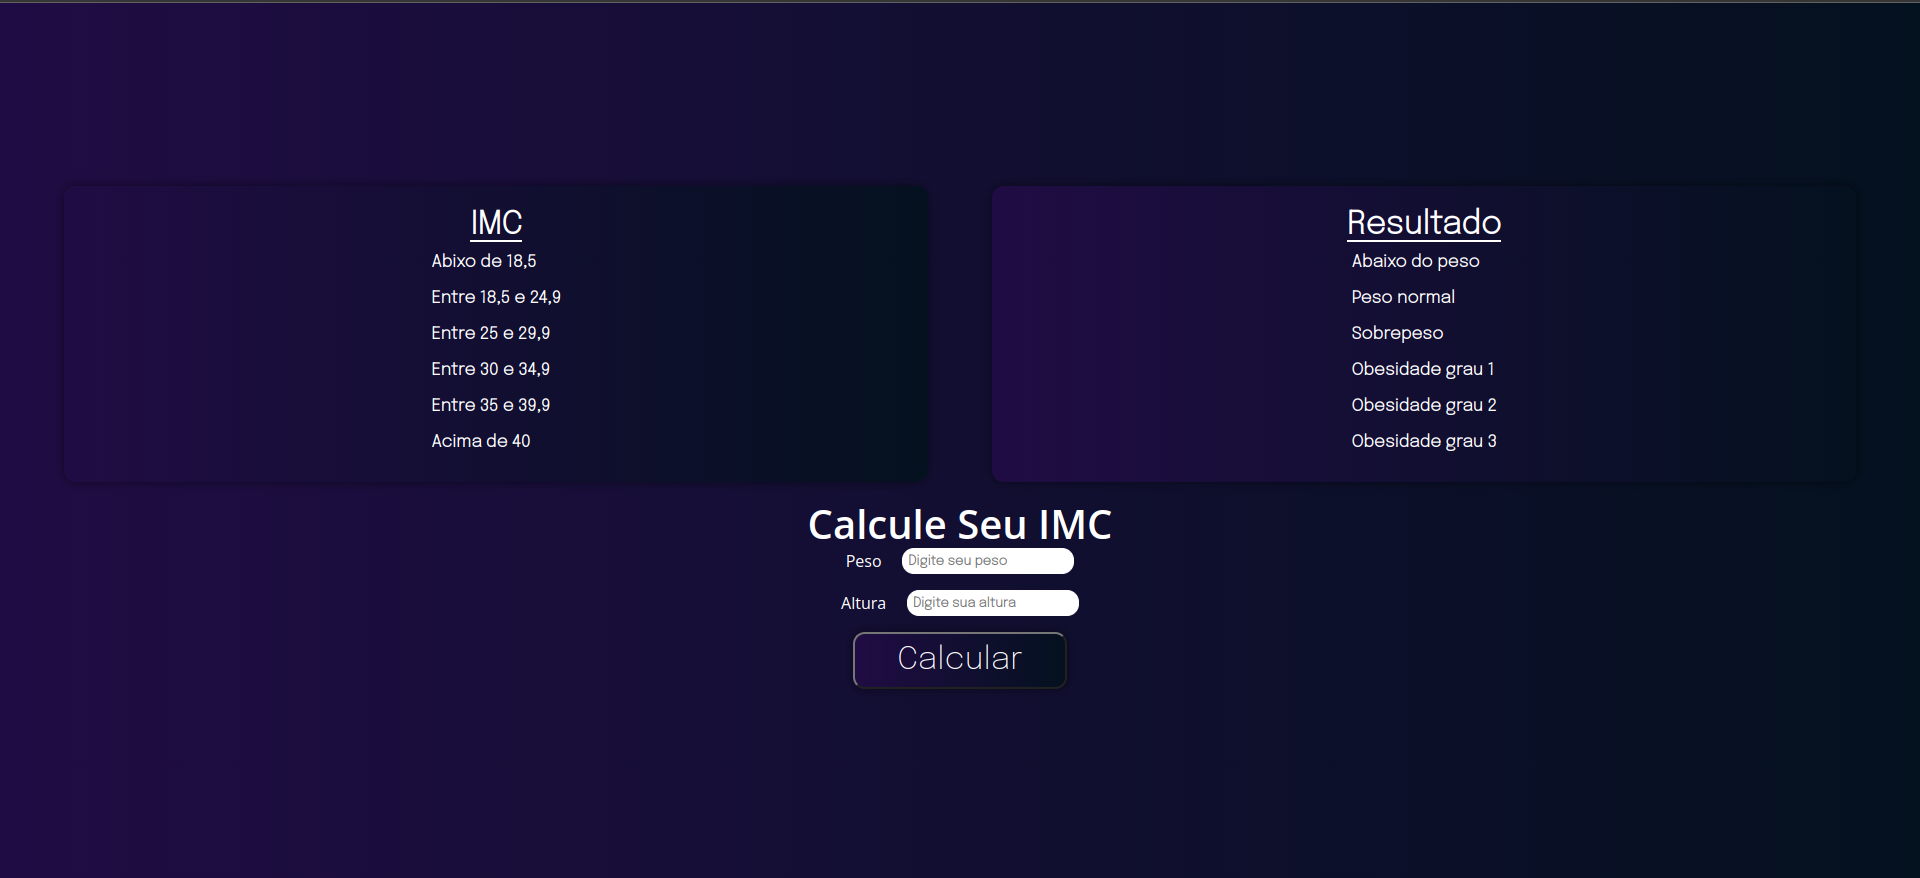 IMC
Abixo de 18,5
Entre 18,5 e 24,9
Entre 25 e 29,9
Entre 30 e 34,9
Entre 35 e 39,9
Acima de 40
Resultado
Abaixo do peso
Peso normal
Sobrepeso
Obesidade grau 1
Obesidade grau 2
Obesidade grau 3
Calcule Seu IMC
Peso Digite seu peso
Altura Digite sua altura
Calcular